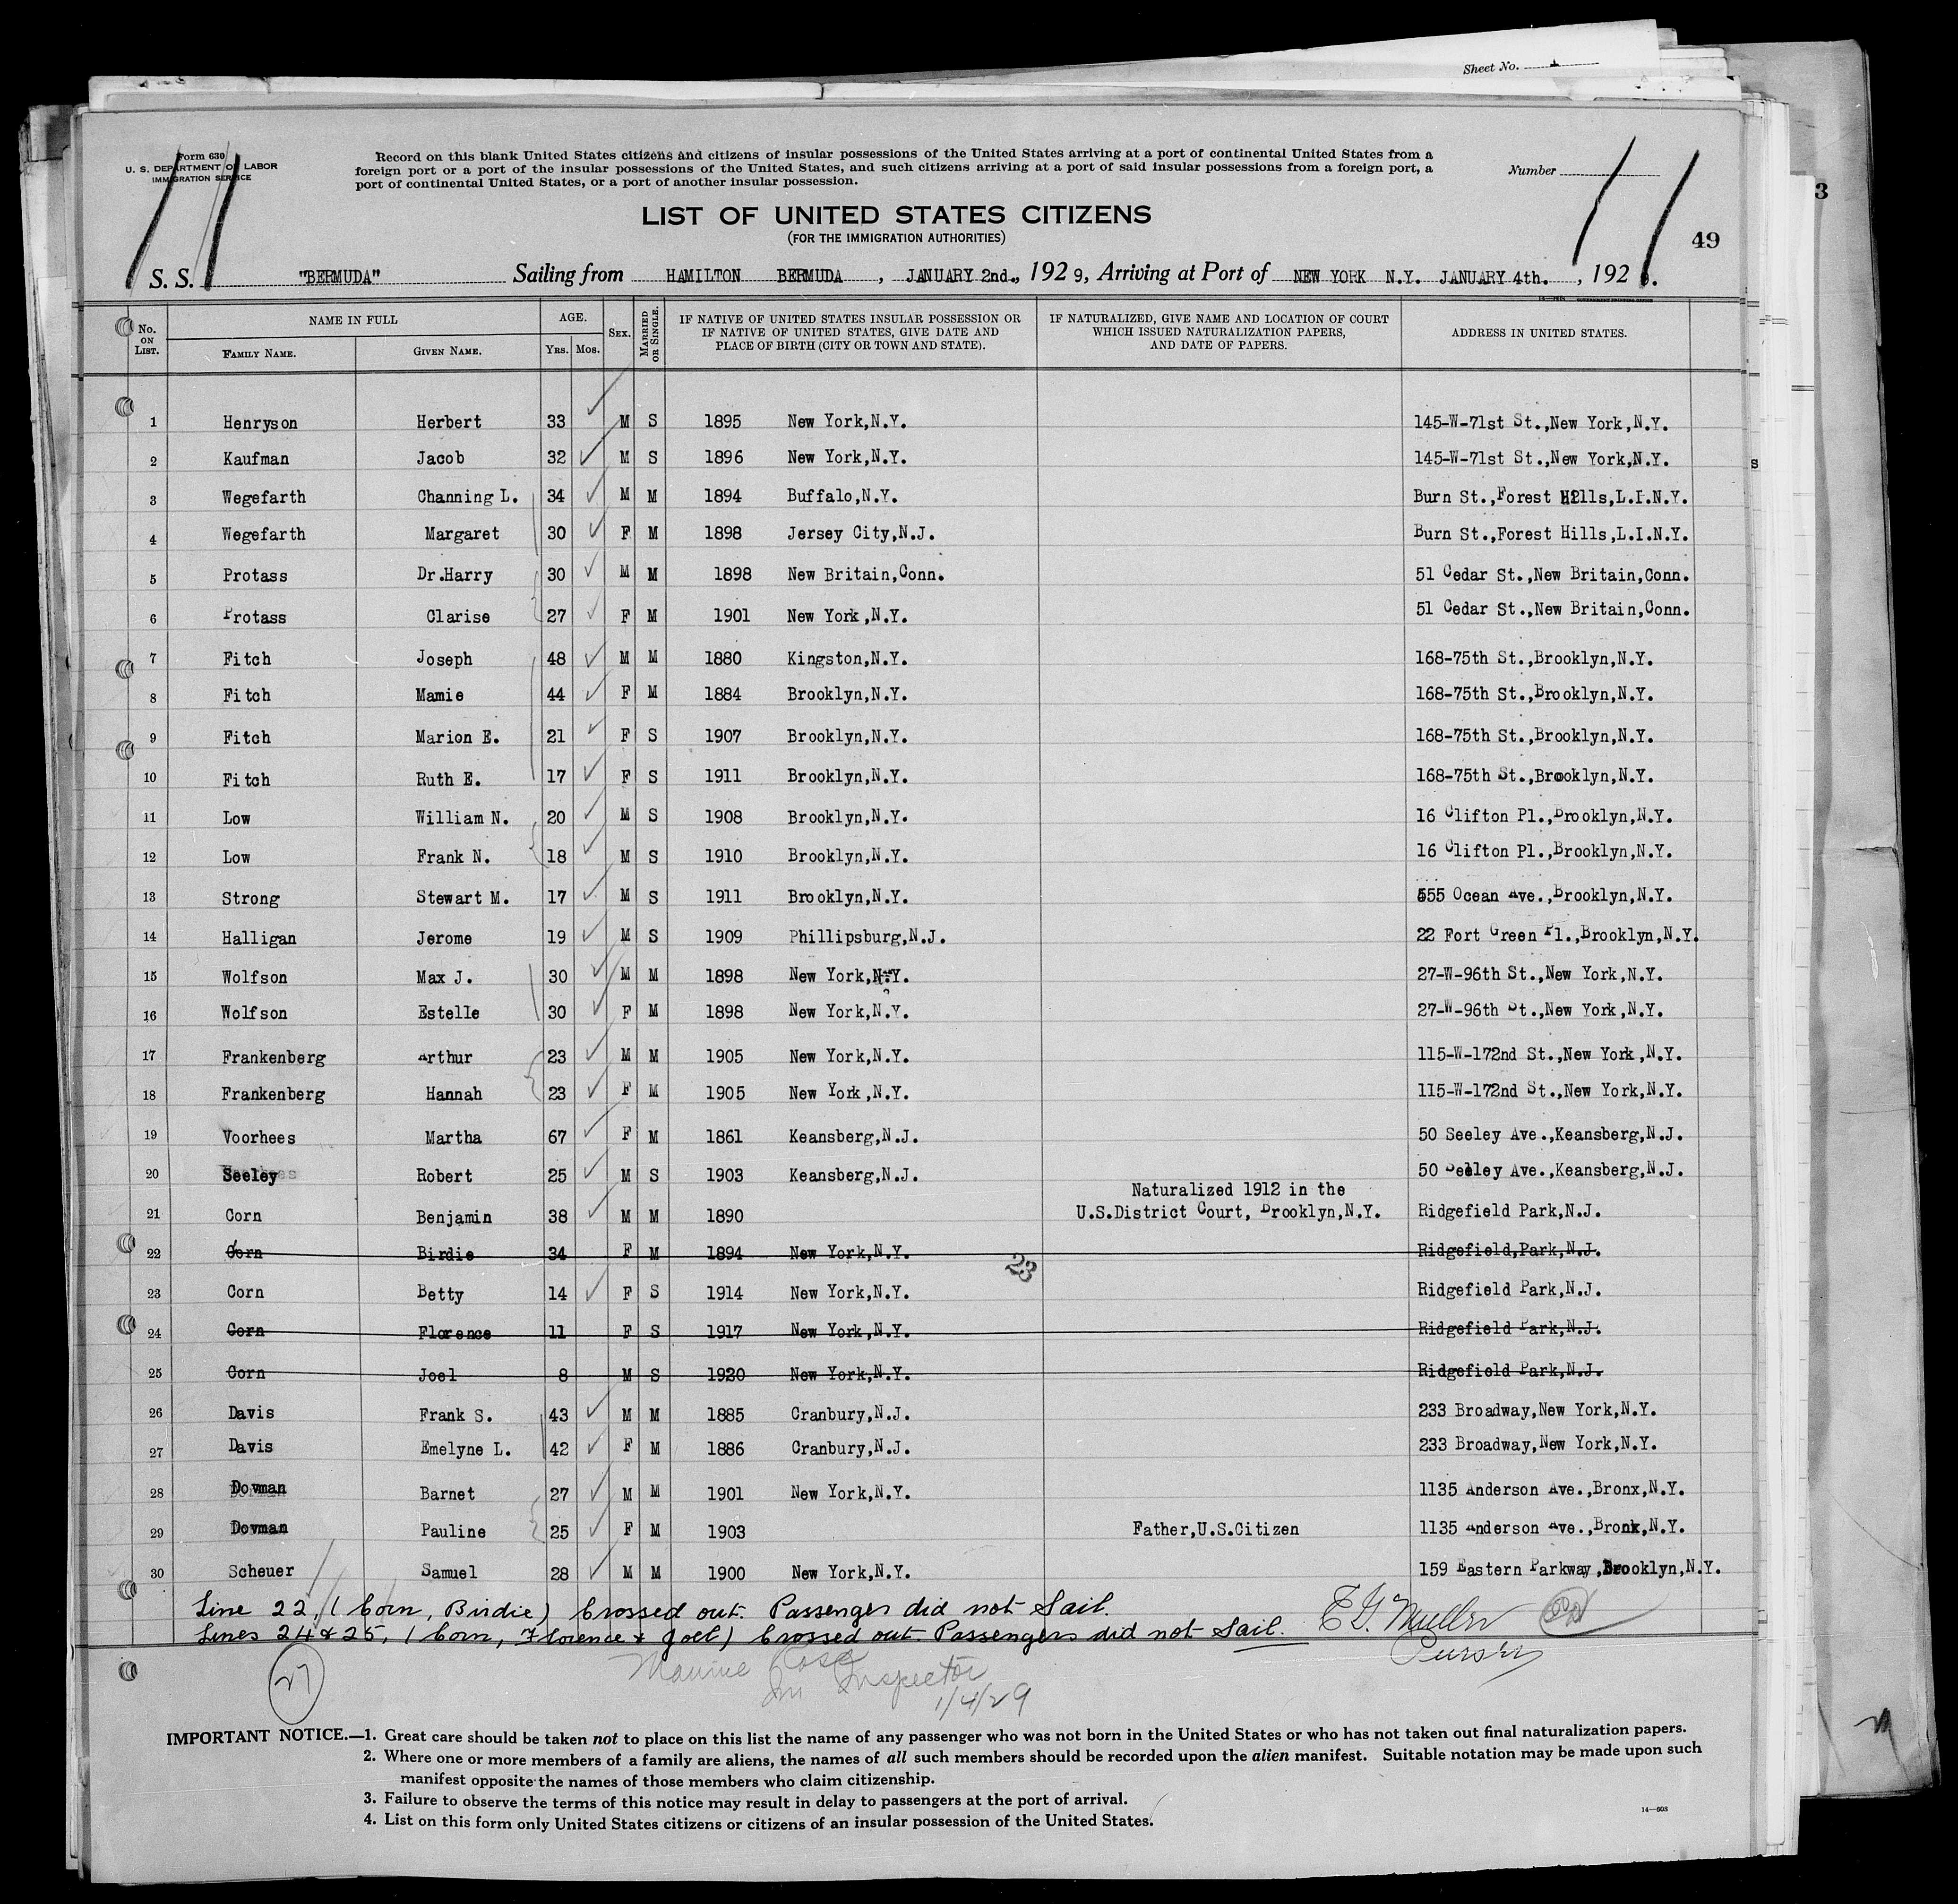 Sheet No. 1
3
Form 630
U. S. DEPARTMENT OF LABOR
IMMIGRATION SERVICE
Record on this blank United States citizens and citizens of insular possessions of the United States arriving at a port of continental United States from a
foreign port or a port of the insular possessions of the United States, and such citizens arriving at a port of said insular possessions from a foreign port, a
port of continental United States, or a port of another insular possession.
Number
LIST OF UNITED STATES CITIZENS
(FOR THE IMMIGRATION AUTHORITIES)
49
S. S. "BERMUDA" Sailing from HAMILTON BERMUDA, JANUARY 2nd., 1929, Arriving at Port of NEW YORK N.Y. JANUARY 4th., 192
No. ON LIST. NAME IN FULL FAMILY NAME. GIVEN NAME. AGE. Yrs. Mos. SEX. MARRIED OR SINGLE. IF NATIVE OF UNITED STATES INSULAR POSSESSION OR IF NATIVE OF UNITED STATES, GIVE DATE AND PLACE OF BIRTH (CITY OR TOWN AND STATE). IF NATURALIZED, GIVE NAME AND LOCATION OF COURT WHICH ISSUED NATURALIZATION PAPERS, AND DATE OF PAPERS. ADDRESS IN UNITED STATES.
1 Henryson Herbert 33 M S 1895 New York,N.Y. 145-W-71st St.,New York,N.Y.
2 Kaufman Jacob 32 M S 1896 New York,N.Y. 145-W-71st St.,New York,N.Y.
3 Wegefarth Channing L. 34 M M 1894 Buffalo,N.Y. Burn St.,Forest Hills,L.I.N.Y.
4 Wegefarth Margaret 30 F M 1898 Jersey City,N.J. Burn St.,Forest Hills,L.I.N.Y.
5 Protass Dr.Harry 30 M M 1898 New Britain,Conn. 51 Cedar St.,New Britain,Conn.
6 Protass Clarise 27 F M 1901 New York,N.Y. 51 Cedar St.,New Britain,Conn.
7 Fitch Joseph 48 M M 1880 Kingston,N.Y. 168-75th St.,Brooklyn,N.Y.
8 Fitch Mamie 44 F M 1884 Brooklyn,N.Y. 168-75th St.,Brooklyn,N.Y.
9 Fitch Marion E. 21 F S 1907 Brooklyn,N.Y. 168-75th St.,Brooklyn,N.Y.
10 Fitch Ruth E. 17 F S 1911 Brooklyn,N.Y. 168-75th St.,Brooklyn,N.Y.
11 Low William N. 20 M S 1908 Brooklyn,N.Y. 16 Clifton Pl.,Brooklyn,N.Y.
12 Low Frank N. 18 M S 1910 Brooklyn,N.Y. 16 Clifton Pl.,Brooklyn,N.Y.
13 Strong Stewart M. 17 M S 1911 Brooklyn,N.Y. 555 Ocean Ave.,Brooklyn,N.Y.
14 Halligan Jerome 19 M S 1909 Phillipsburg,N.J. 22 Fort Green Pl.,Brooklyn,N.Y.
15 Wolfson Max J. 30 M M 1898 New York,N.Y. 27-W-96th St.,New York,N.Y.
16 Wolfson Estelle 30 F M 1898 New York,N.Y. 27-W-96th St.,New York,N.Y.
17 Frankenberg Arthur 23 M M 1905 New York,N.Y. 115-W-172nd St.,New York,N.Y.
18 Frankenberg Hannah 23 F M 1905 New York,N.Y. 115-W-172nd St.,New York,N.Y.
19 Voorhees Martha 67 F M 1861 Keansberg,N.J. 50 Seeley Ave.,Keansberg,N.J.
20 Seeley Robert 25 M S 1903 Keansberg,N.J. 50 Seeley Ave.,Keansberg,N.J.
Naturalized 1912 in the
21 Corn Benjamin 38 M M 1890 U.S.District Court, Brooklyn,N.Y. Ridgefield Park,N.J.
22 Corn Birdie 34 F M 1894 New York,N.Y. Ridgefield,Park,N.J.
23
23 Corn Betty 14 F S 1914 New York,N.Y. Ridgefield Park,N.J.
24 Corn Florence 11 F S 1917 New York,N.Y. Ridgefield Park,N.J.
25 Corn Joel 8 M S 1920 New York,N.Y. Ridgefield Park,N.J.
26 Davis Frank S. 43 M M 1885 Cranbury,N.J. 233 Broadway,New York,N.Y.
27 Davis Emelyne L. 42 F M 1886 Cranbury,N.J. 233 Broadway,New York,N.Y.
28 Dovman Barnet 27 M M 1901 New York,N.Y. 1135 Anderson Ave.,Bronx,N.Y.
29 Dovman Pauline 25 F M 1903 Father,U.S.Citizen 1135 Anderson Ave.,Bronx,N.Y.
30 Scheuer Samuel 28 M M 1900 New York,N.Y. 159 Eastern Parkway,Brooklyn,N.Y.
Line 22, (Corn, Birdie) Crossed out. Passenger did not Sail.
Lines 24 & 25, (Corn, Florence & Joel) Crossed out. Passengers did not Sail. E G. Muller
Purser
27
Maurice Rose
Im Inspector
1/4/29
IMPORTANT NOTICE.—1. Great care should be taken not to place on this list the name of any passenger who was not born in the United States or who has not taken out final naturalization papers.
2. Where one or more members of a family are aliens, the names of all such members should be recorded upon the alien manifest. Suitable notation may be made upon such
manifest opposite the names of those members who claim citizenship.
3. Failure to observe the terms of this notice may result in delay to passengers at the port of arrival.
4. List on this form only United States citizens or citizens of an insular possession of the United States.
14—508